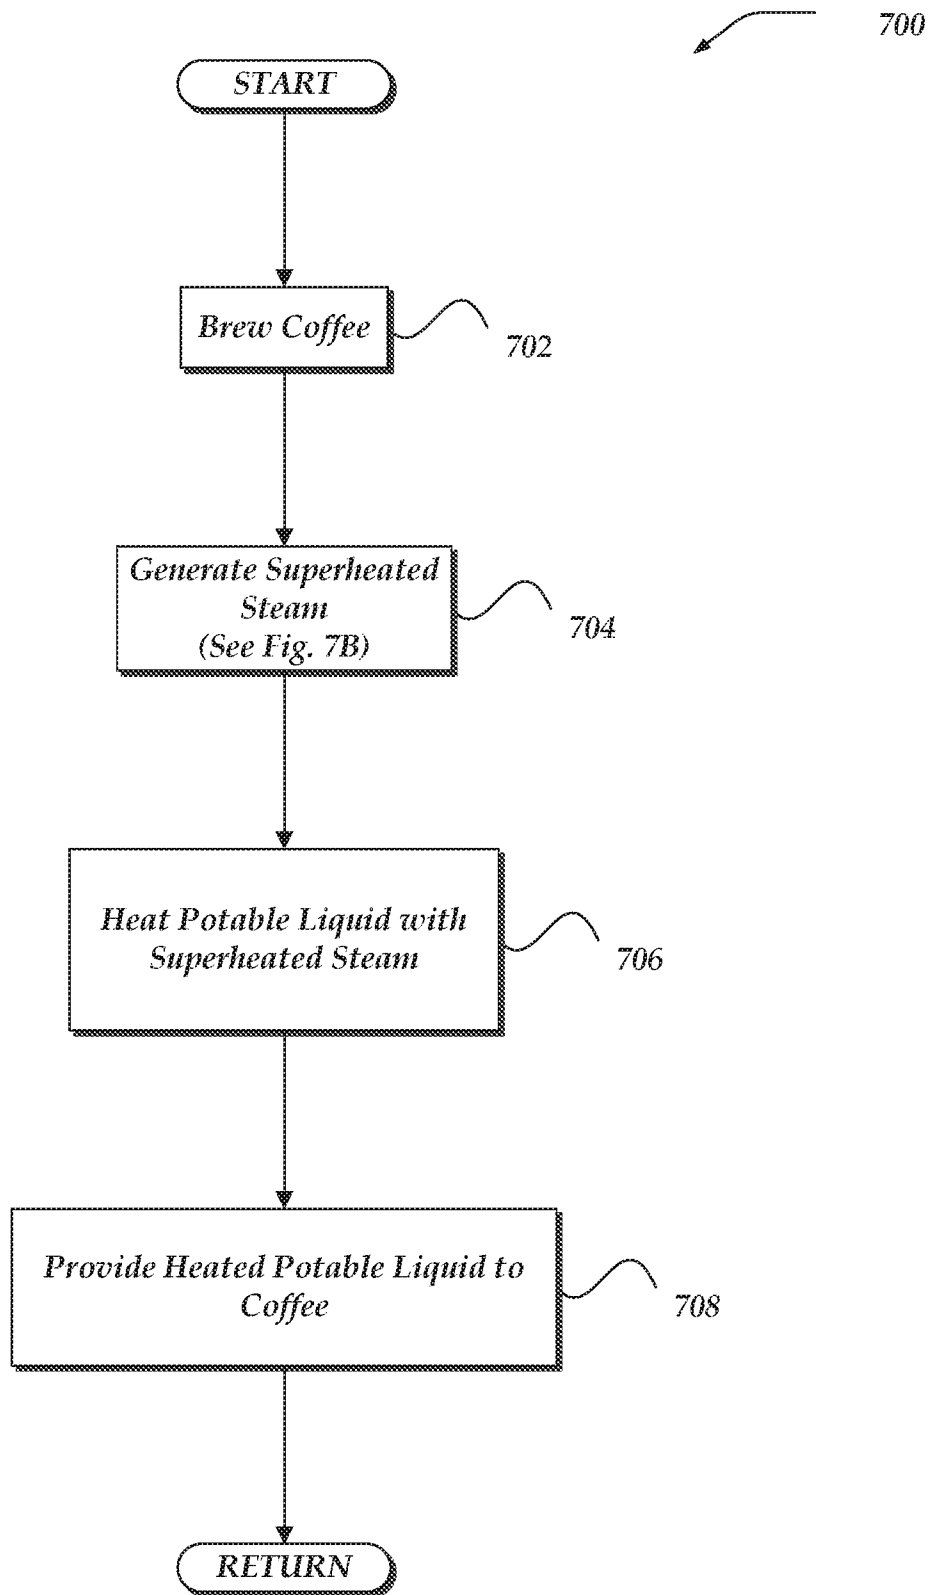 700
START
Brew Coffee
702
Generate Superheated
Steam
(See Fig. 7B)
704
Heat Potable Liquid with
Superheated Steam
706
Provide Heated Potable Liquid to
Coffee
708
RETURN